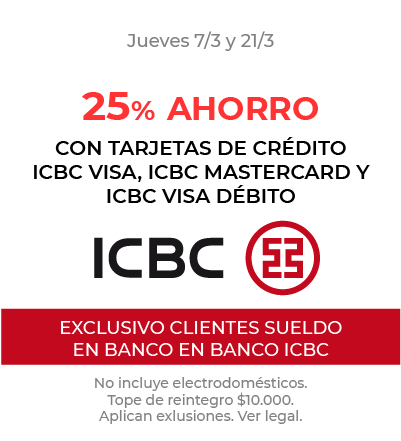 Jueves 7/3 y 21/3
25% AHORRO
CON TARJETAS DE CRÉDITO
ICBC VISA, ICBC MASTERCARD Y
ICBC VISA DÉBITO
ICBC
EXCLUSIVO CLIENTES SUELDO
EN BANCO EN BANCO ICBC
No incluye electrodomésticos.
Tope de reintegro $10.000.
Aplican exlusiones. Ver legal.